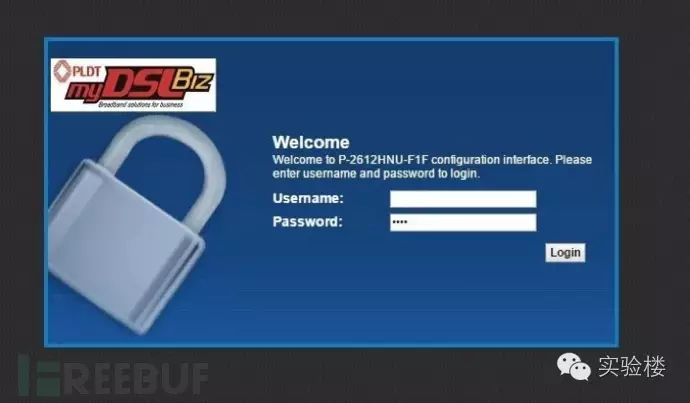 PLDT
myDSLBiz
Broadband solutions for business
Welcome
Welcome to P-2612HNU-F1F configuration interface. Please
enter username and password to login.
Username:
Password: ••••
Login
FREEBUF
实验楼